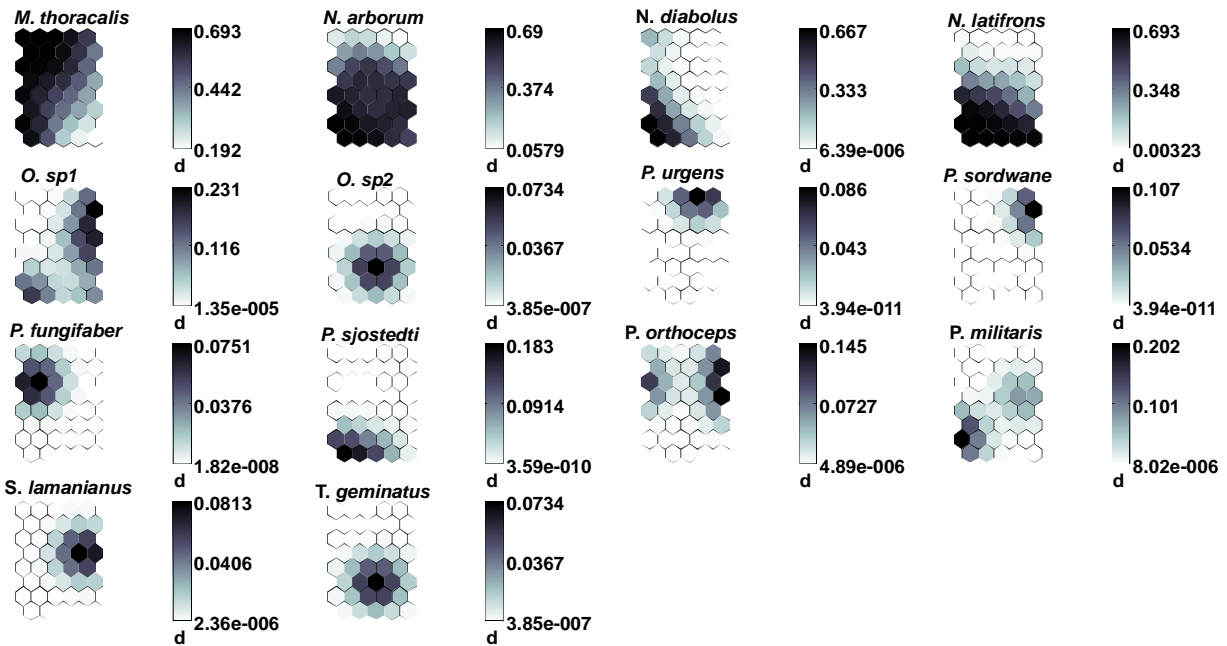 M. thoracalis
0.693
0.442
0.192
d
N. arborum
0.69
0.374
0.0579
d
N. diabolus
0.667
0.333
6.39e-006
d
N. latifrons
0.693
0.348
0.00323
d
O. sp1
0.231
0.116
1.35e-005
d
O. sp2
0.0734
0.0367
3.85e-007
d
P. urgens
0.086
0.043
3.94e-011
d
P. sordwane
0.107
0.0534
3.94e-011
d
P. fungifaber
0.0751
0.0376
1.82e-008
d
P. sjostedti
0.183
0.0914
3.59e-010
d
P. orthoceps
0.145
0.0727
4.89e-006
d
P. militaris
0.202
0.101
8.02e-006
d
S. lamanianus
0.0813
0.0406
2.36e-006
d
T. geminatus
0.0734
0.0367
3.85e-007
d